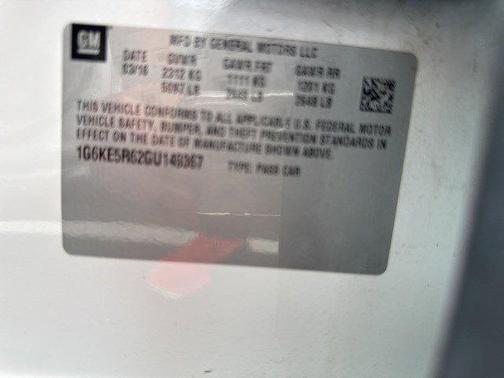 GM
MFD BY GENERAL MOTORS LLC
DATE GVWR GAWR FRT GAWR RR
03/16 2312 KG 1111 KG 1201 KG
5097 LB 2449 LB 2648 LB
THIS VEHICLE CONFORMS TO ALL APPLICABLE U.S. FEDERAL MOTOR
VEHICLE SAFETY, BUMPER, AND THEFT PREVENTION STANDARDS
IN EFFECT ON THE DATE OF MANUFACTURE SHOWN ABOVE.
1G6KE5R62GU149367 TYPE: PASS CAR